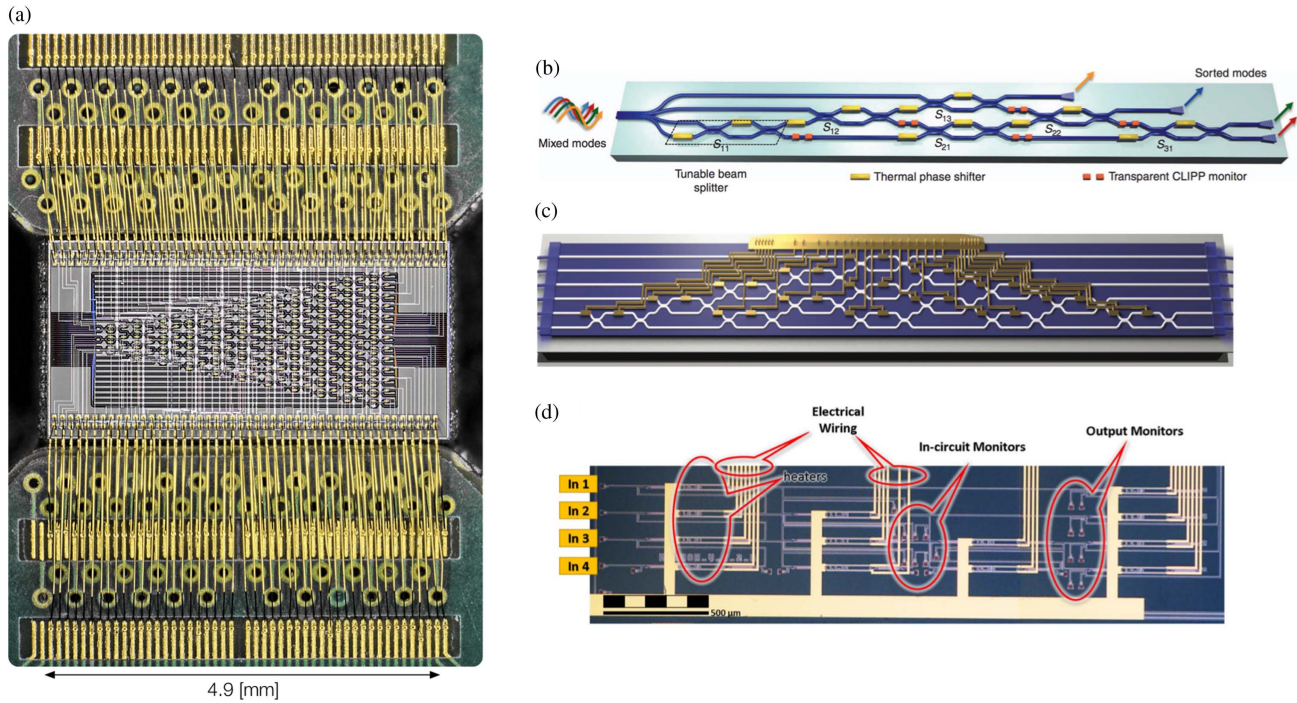 (a)
4.9 [mm]
(b)
Mixed modes
Sorted modes
S13
S12
S22
S11
S21
S31
Tunable beam
splitter
Thermal phase shifter
Transparent CLIPP monitor
(c)
(d)
Electrical
Wiring
In-circuit Monitors
Output Monitors
heaters
In 1
In 2
In 3
In 4
500 µm